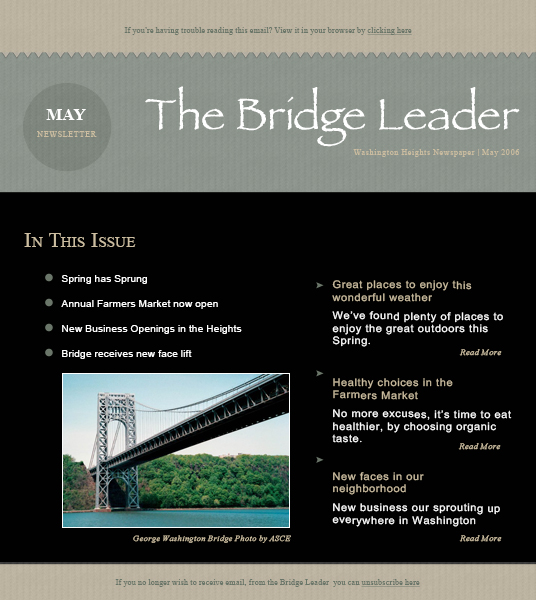 If you're having trouble reading this email? View it in your browser by clicking here
MAY
NEWSLETTER
The Bridge Leader
Washington Heights Newspaper | May 2006
In This Issue
Spring has Sprung
Annual Farmers Market now open
New Business Openings in the Heights
Bridge receives new face lift
George Washington Bridge Photo by ASCE
Great places to enjoy this
wonderful weather
We've found plenty of places to
enjoy the great outdoors this
Spring.
Read More
Healthy choices in the
Farmers Market
No more excuses, it's time to eat
healthier, by choosing organic
taste.
Read More
New faces in our
neighborhood
New business our sprouting up
everywhere in Washington
Read More
If you no longer wish to receive email, from the Bridge Leader you can unsubscribe here